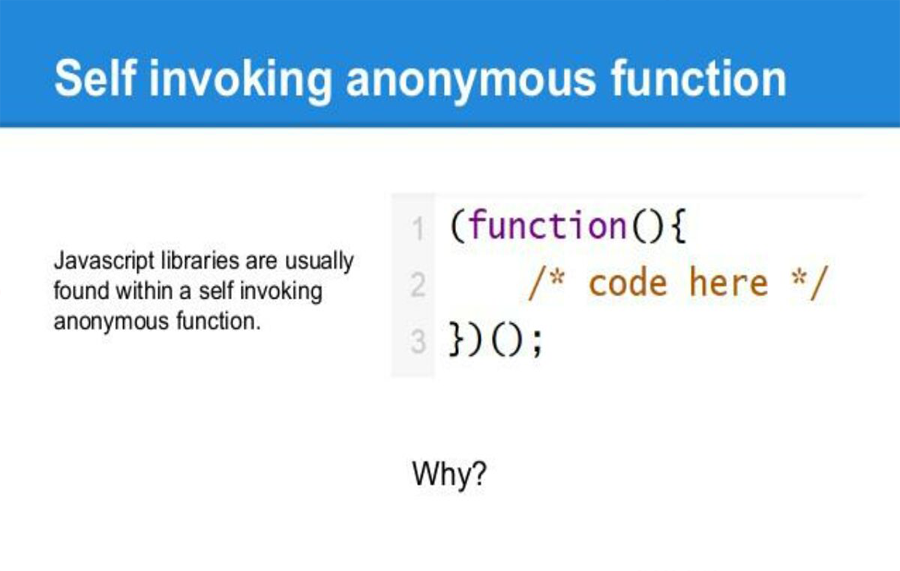 Self invoking anonymous function
Javascript libraries are usually
found within a self invoking
anonymous function.
1 (function(){
2     /* code here */
3 })();
Why?